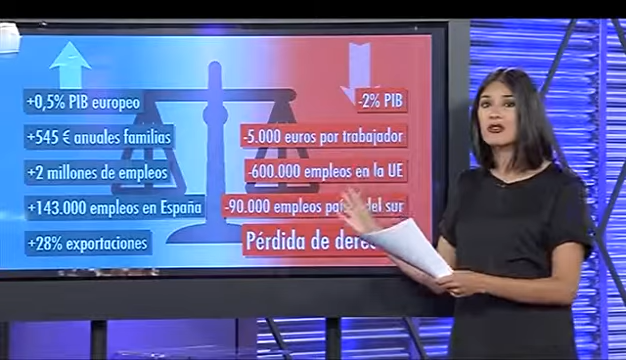 +0,5% PIB europeo
+545 € anuales familias
+2 millones de empleos
+143.000 empleos en España
+28% exportaciones
-2% PIB
-5.000 euros por trabajador
-600.000 empleos en la UE
-90.000 empleos del sur
Pérdida de